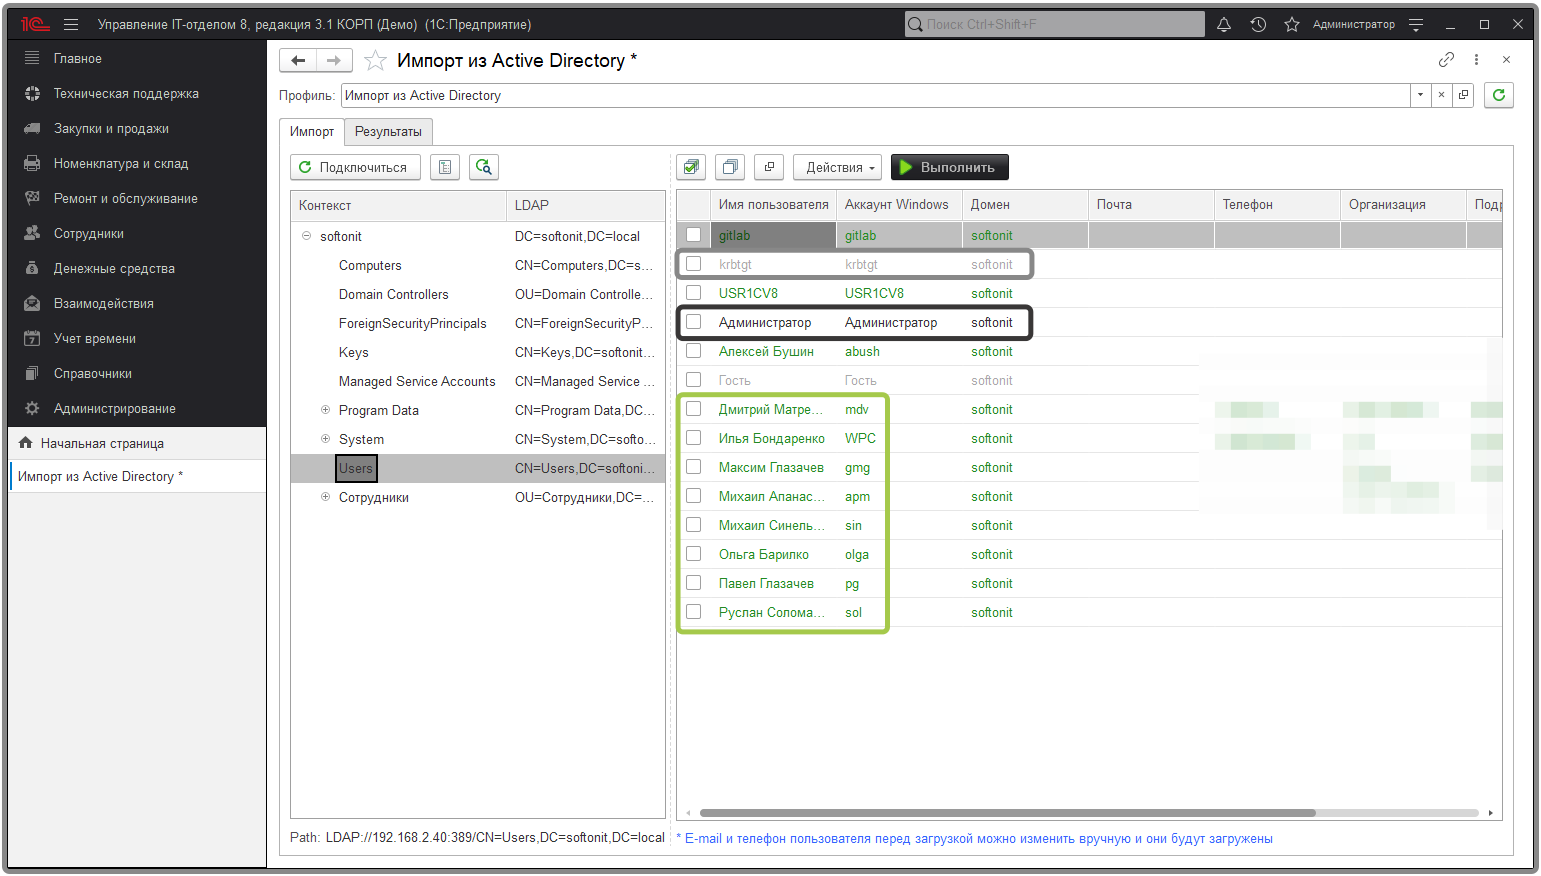 1С Управление IT-отделом 8, редакция 3.1 КОРП (Демо) (1С:Предприятие) Поиск Ctrl+Shift+F Администратор
Главное
Техническая поддержка
Закупки и продажи
Номенклатура и склад
Ремонт и обслуживание
Сотрудники
Денежные средства
Взаимодействия
Учет времени
Справочники
Администрирование
Начальная страница
Импорт из Active Directory *
Импорт из Active Directory *
Профиль: Импорт из Active Directory
Импорт Результаты
Подключиться
Контекст LDAP
softonit DC=softonit,DC=local
Computers CN=Computers,DC=s...
Domain Controllers OU=Domain Controlle...
ForeignSecurityPrincipals CN=ForeignSecurityP...
Keys CN=Keys,DC=softonit...
Managed Service Accounts CN=Managed Service ...
Program Data CN=Program Data,DC...
System CN=System,DC=softo...
Users CN=Users,DC=softoni...
Сотрудники OU=Сотрудники,DC=...
Path: LDAP://192.168.2.40:389/CN=Users,DC=softonit,DC=local
Действия Выполнить
Имя пользователя Аккаунт Windows Домен Почта Телефон Организация Подр
gitlab gitlab softonit
krbtgt krbtgt softonit
USR1CV8 USR1CV8 softonit
Администратор Администратор softonit
Алексей Бушин abush softonit
Гость Гость softonit
Дмитрий Матре... mdv softonit
Илья Бондаренко WPC softonit
Максим Глазачев gmg softonit
Михаил Апанас... apm softonit
Михаил Синель... sin softonit
Ольга Барилко olga softonit
Павел Глазачев pg softonit
Руслан Солома... sol softonit
* E-mail и телефон пользователя перед загрузкой можно изменить вручную и они будут загружены